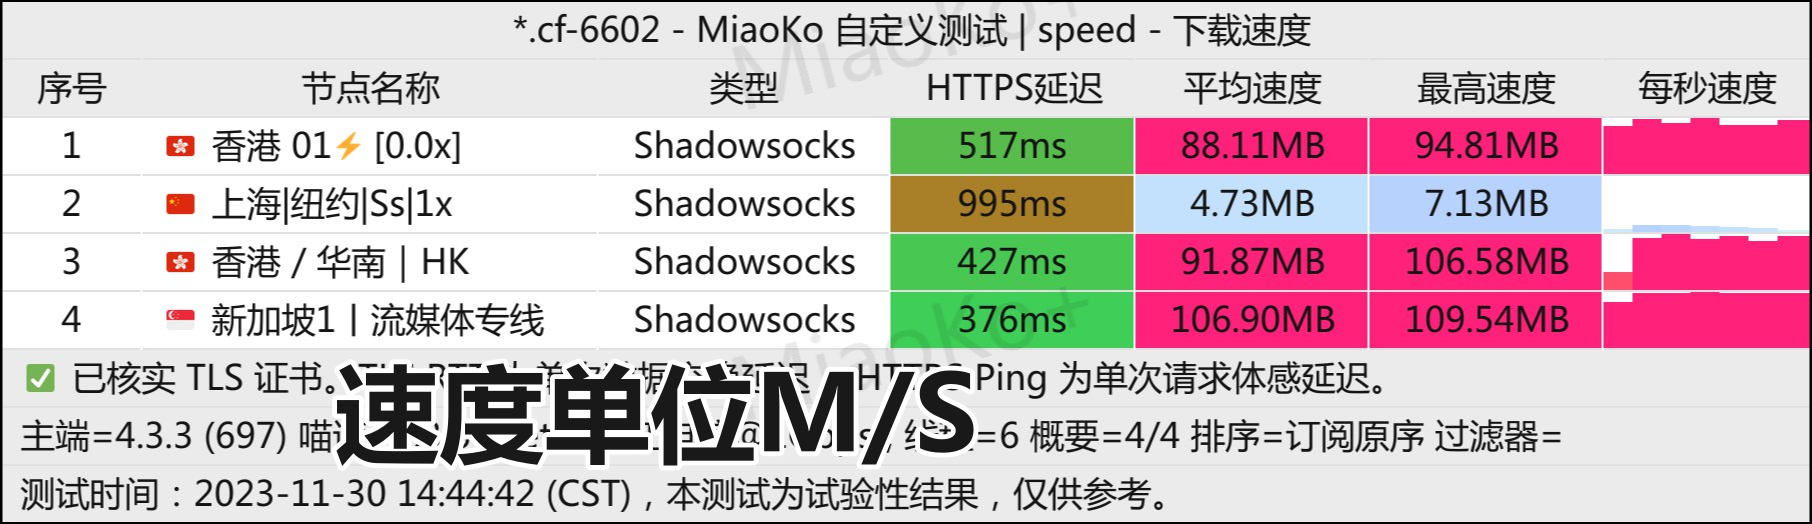 *.cf-6602 - MiaoKo 自定义测试 | speed - 下载速度
序号 节点名称 类型 HTTPS延迟 平均速度 最高速度 每秒速度
1 香港 01⚡ [0.0x] Shadowsocks 517ms 88.11MB 94.81MB
2 上海|纽约|Ss|1x Shadowsocks 995ms 4.73MB 7.13MB
3 香港 / 华南 | HK Shadowsocks 427ms 91.87MB 106.58MB
4 新加坡1丨流媒体专线 Shadowsocks 376ms 106.90MB 109.54MB
✅ 已核实 TLS 证书。 Ping 为单次请求体感延迟。
速度单位M/S
主端=4.3.3 (697) =6 概要=4/4 排序=订阅原序 过滤器=
测试时间：2023-11-30 14:44:42 (CST)，本测试为试验性结果，仅供参考。
MiaoKo+
MiaoKo+